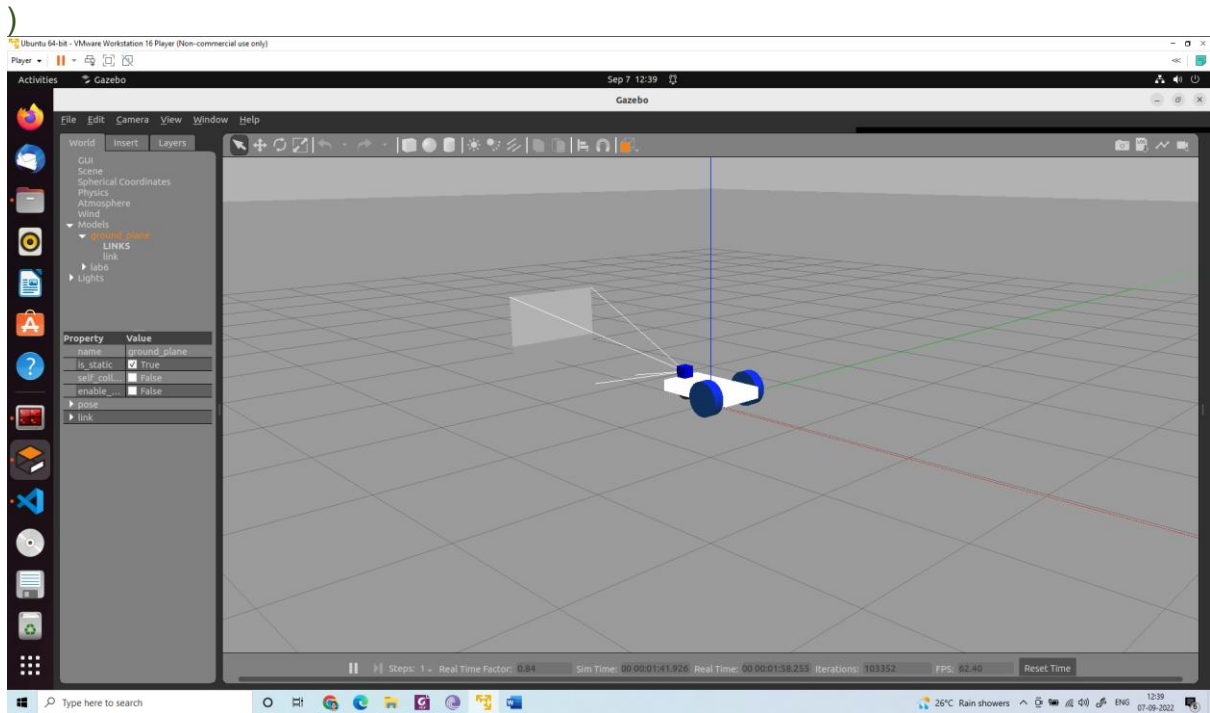 )
Ubuntu 64-bit - VMware Workstation 16 Player (Non-commercial use only)
Player
Activities Gazebo Sep 7 12:39
Gazebo
File Edit Camera View Window Help
World Insert Layers
GUI
Scene
Spherical Coordinates
Physics
Atmosphere
Wind
Models
ground_plane
LINKS
link
lab6
Lights
Property Value
name ground_plane
is_static True
self_coll... False
enable_... False
pose
link
Steps: 1 Real Time Factor: 0.84 Sim Time: 00 00:01:41.926 Real Time: 00 00:01:58.255 Iterations: 103352 FPS: 62.40 Reset Time
Type here to search 26°C Rain showers ENG 12:39
07-09-2022